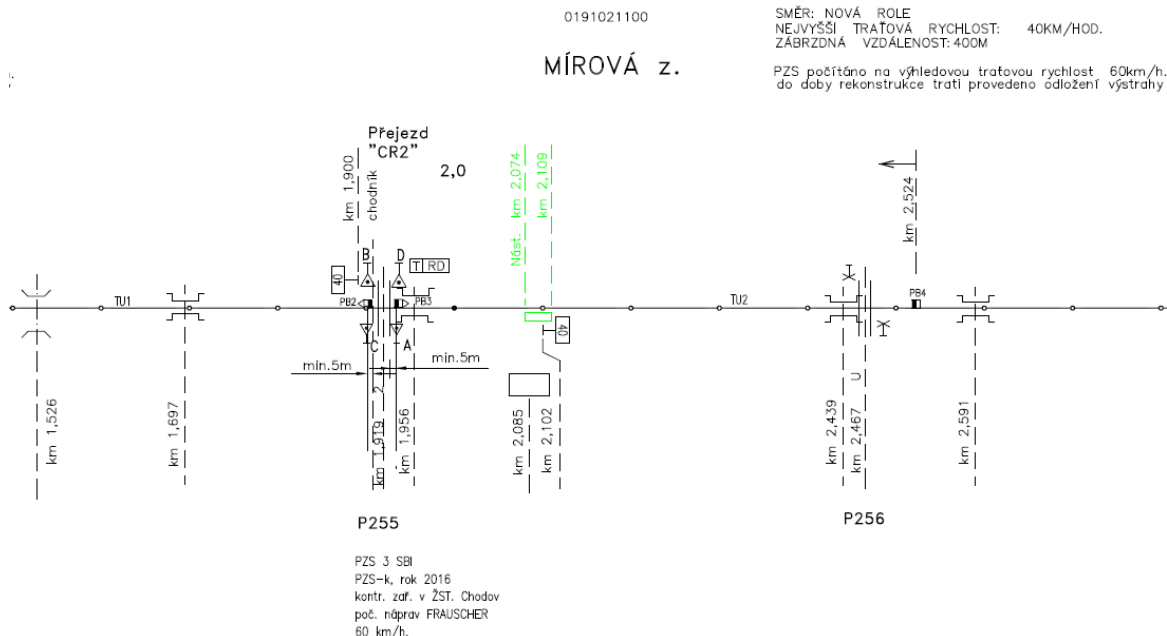 0191021100
SMĚR: NOVÁ ROLE
NEJVYŠŠÍ TRAŤOVÁ RYCHLOST: 40KM/HOD.
ZÁBRZDNÁ VZDÁLENOST: 400M
MÍROVÁ z.
PZS počítáno na výhledovou traťovou rychlost 60km/h.
do doby rekonstrukce trati provedeno odložení výstrahy
Přejezd
"CR2"
2,0
km 1,900
chodník
Nást. km 2,074
km 2,109
km 2,524
B
D
T RD
40
TU1
PB2
PB3
TU2
PB4
40
C
A
min.5m
min.5m
2
U
km 1,526
km 1,697
km 1,919
km 1,956
km 2,085
km 2,102
km 2,439
km 2,467
km 2,591
P255
P256
PZS 3 SBI
PZS-k, rok 2016
kontr. zař. v ŽST. Chodov
poč. náprav FRAUSCHER
60 km/h.